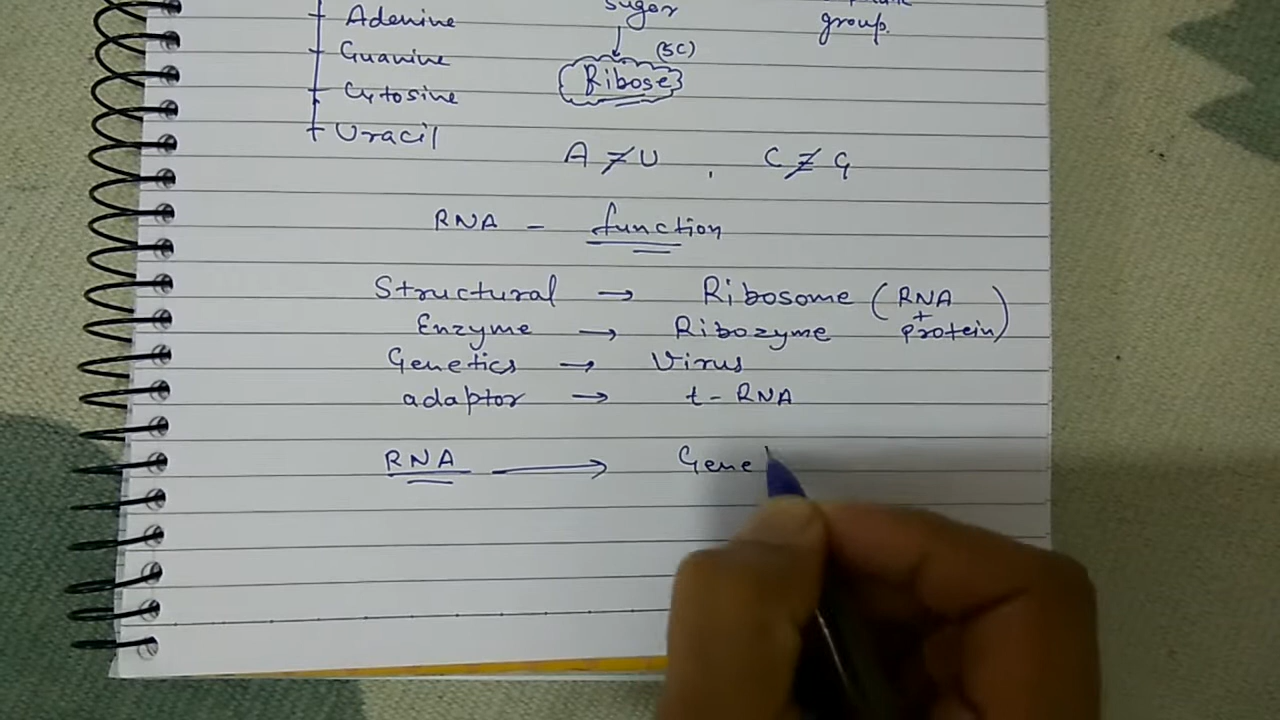 Adenine sugar
group.
Guanine (5C)
Ribose
Cytosine
Uracil
A ≠ U , C ≠ G
RNA - function
Structural → Ribosome (RNA + protein)
Enzyme → Ribozyme
Genetics → Virus
adaptor → t - RNA
RNA → Gene